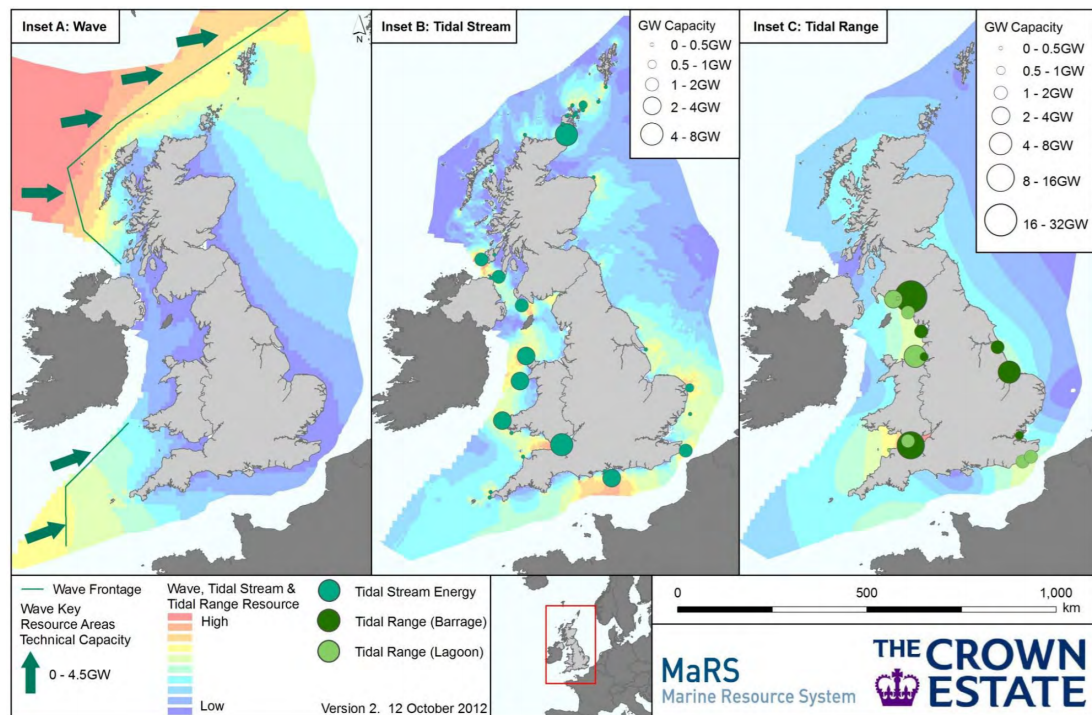 Inset A: Wave
N
Inset B: Tidal Stream
GW Capacity
0 - 0.5GW
0.5 - 1GW
1 - 2GW
2 - 4GW
4 - 8GW
Inset C: Tidal Range
GW Capacity
0 - 0.5GW
0.5 - 1GW
1 - 2GW
2 - 4GW
4 - 8GW
8 - 16GW
16 - 32GW
Wave Frontage
Wave Key
Resource Areas
Technical Capacity
0 - 4.5GW
Wave, Tidal Stream &
Tidal Range Resource
High
Low
Tidal Stream Energy
Tidal Range (Barrage)
Tidal Range (Lagoon)
Version 2. 12 October 2012
0 500 1,000
km
MaRS
Marine Resource System
THE CROWN
ESTATE